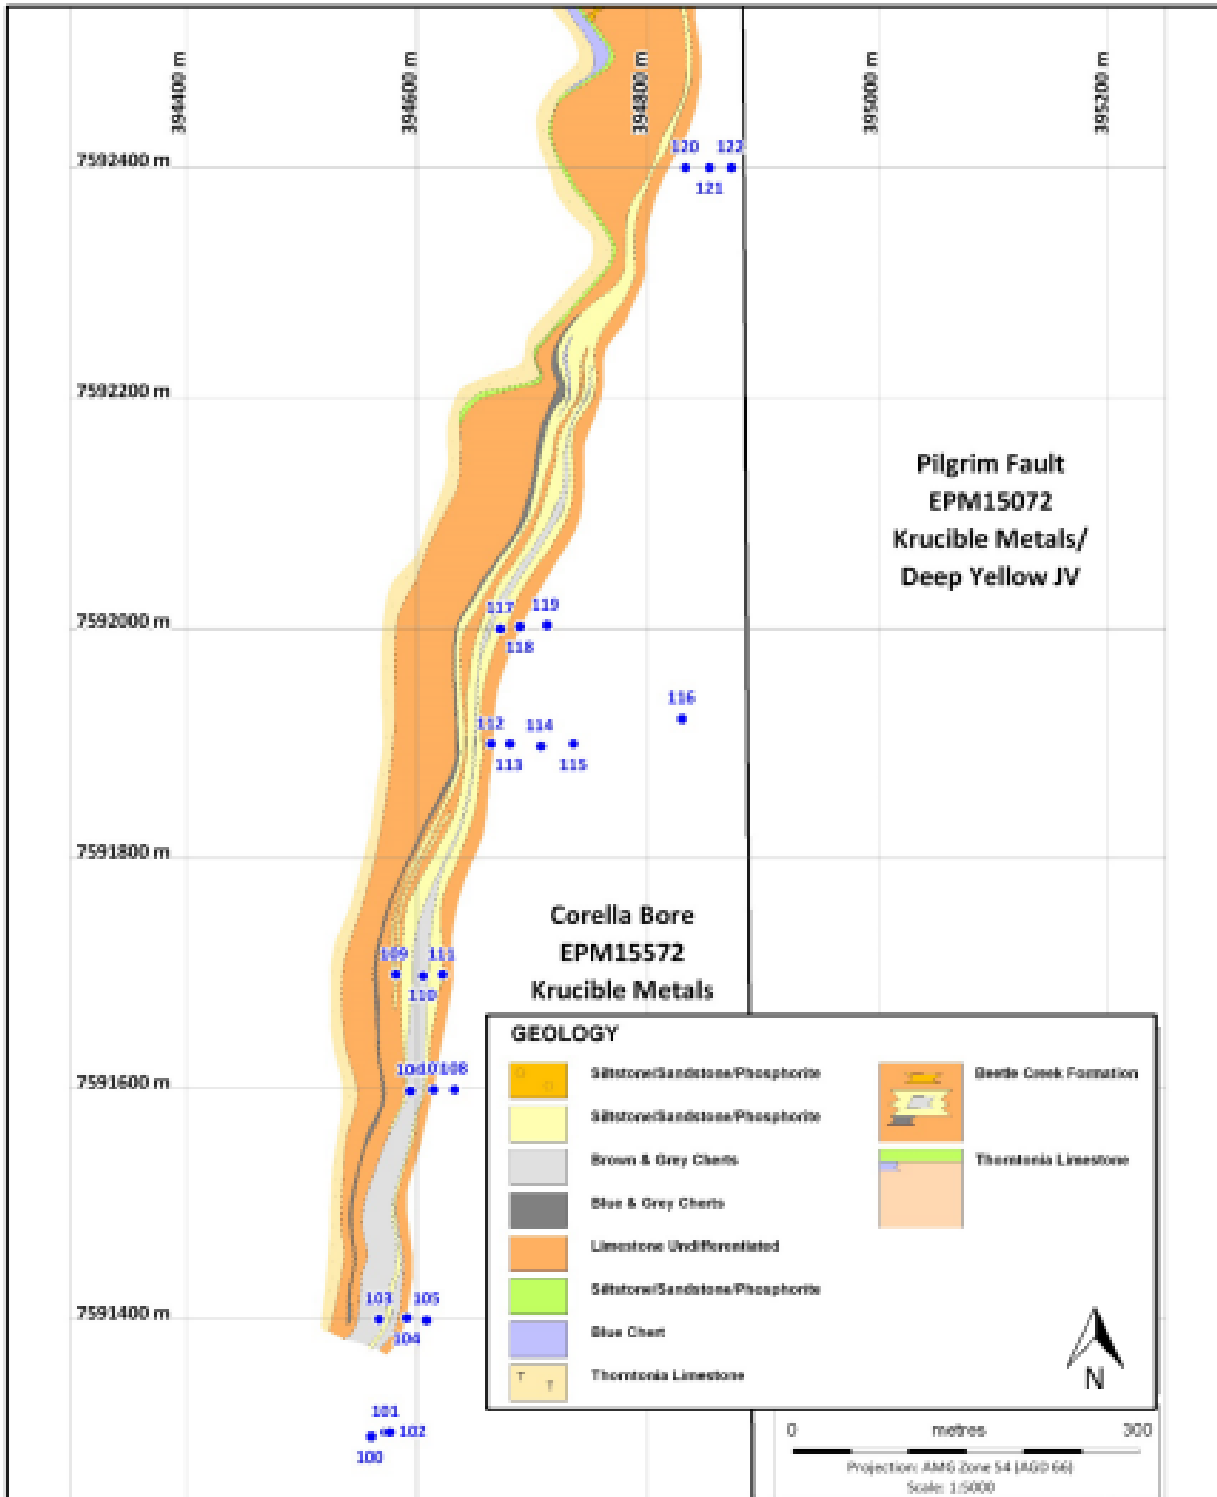 394400 m
394600 m
394800 m
395000 m
395200 m
7592400 m
120 122
121
7592200 m
Pilgrim Fault
EPM15072
Krucible Metals/
Deep Yellow JV
7592000 m
117 119
118
116
112 114
113 115
7591800 m
Corella Bore
EPM15572
Krucible Metals
109 111
110
7591600 m
108
7591400 m
103 105
104
101
102
100
GEOLOGY
Siltstone/Sandstone/Phosphorite
Siltstone/Sandstone/Phosphorite
Brown & Grey Cherts
Blue & Grey Cherts
Limestone Undifferentiated
Siltstone/Sandstone/Phosphorite
Blue Chert
T T
Thorntonia Limestone
Beetle Creek Formation
Thorntonia Limestone
N
0 metres 300
Projection: AMG Zone 54 (AGD 66)
Scale: 1:5000